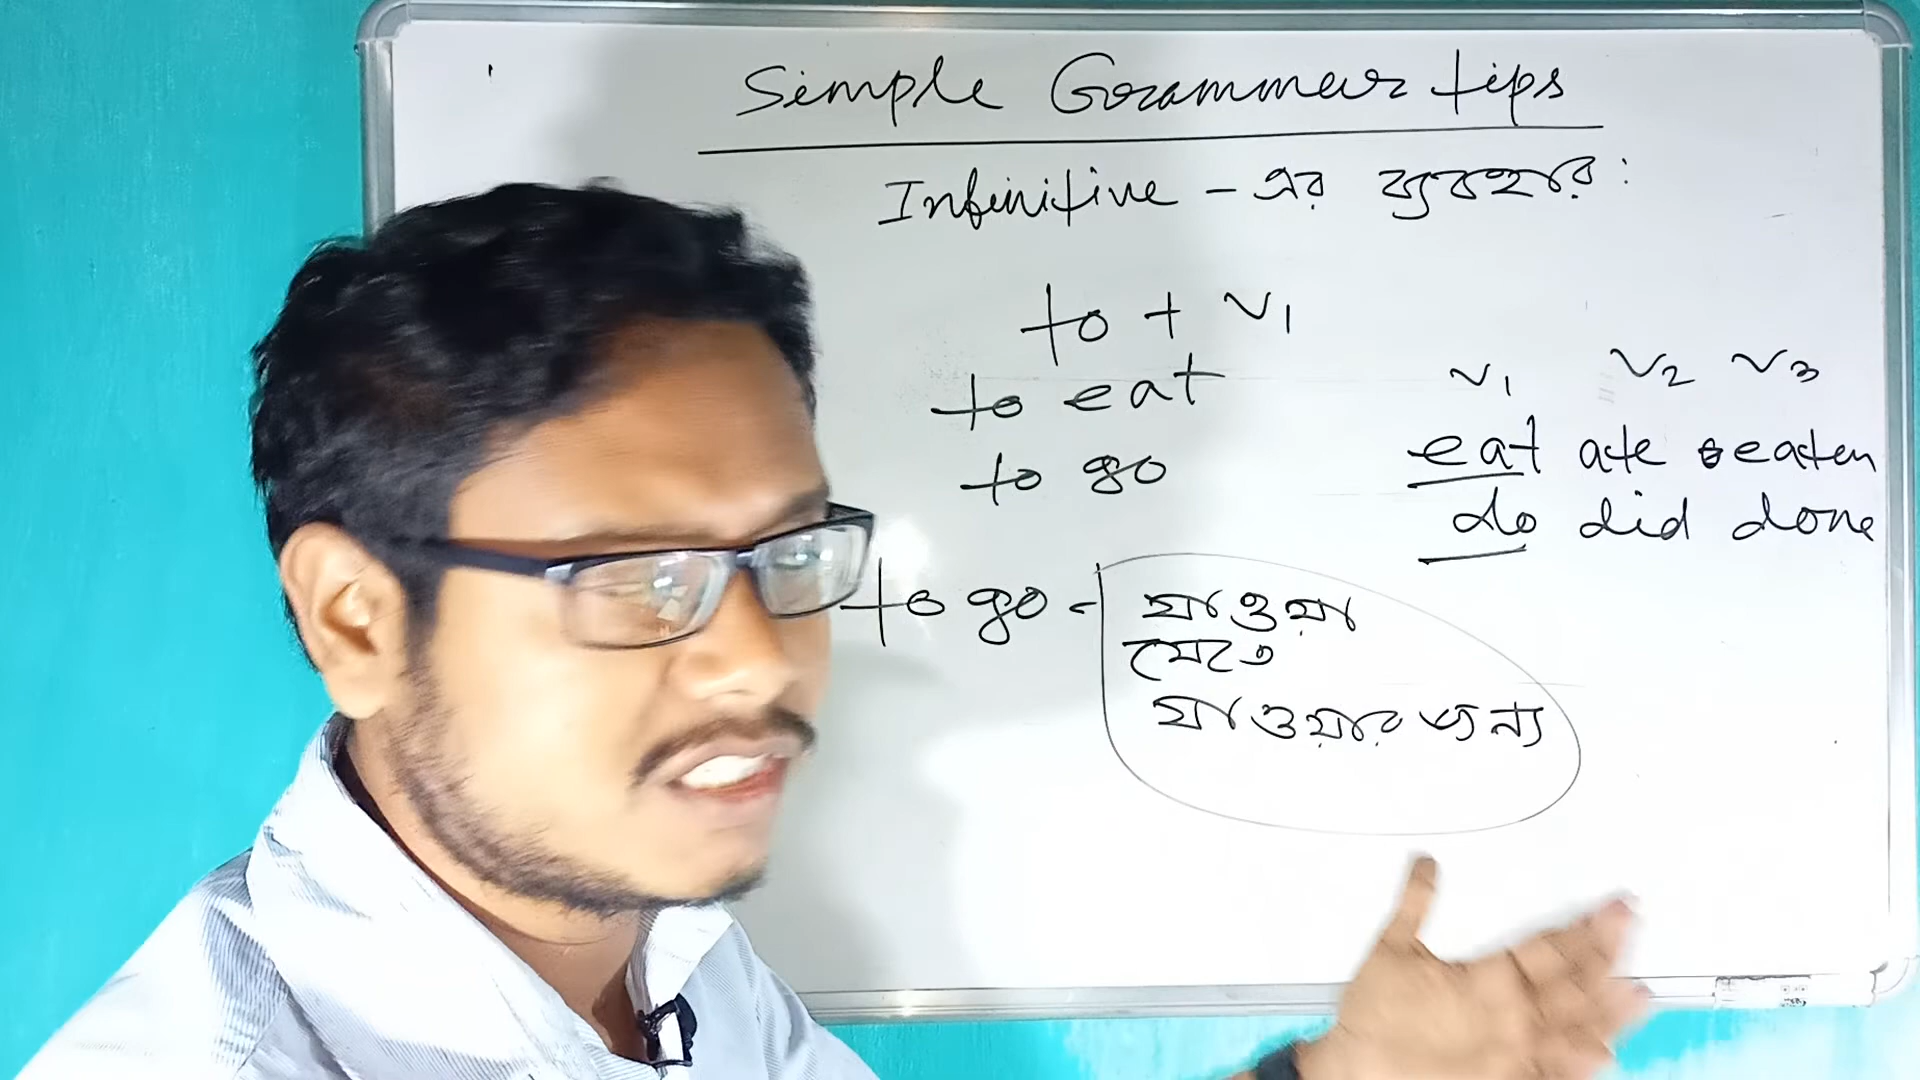 Simple Grammar tips
Infinitive - এর ব্যবহার:
to + v1
to eat
to go
v1 v2 v3
eat ate eaten
do did done
to go - যাওয়া
যেতে
যাওয়ার জন্য